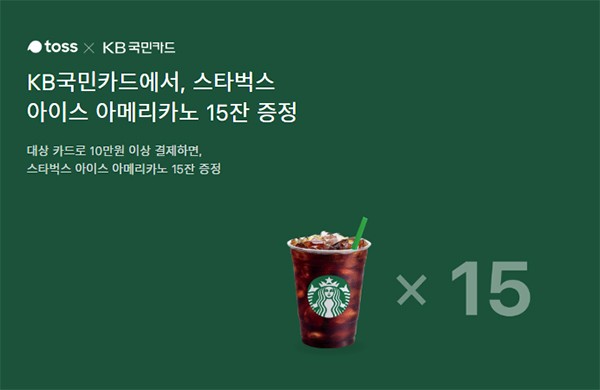 toss × KB국민카드
KB국민카드에서, 스타벅스
아이스 아메리카노 15잔 증정
대상 카드로 10만원 이상 결제하면,
스타벅스 아이스 아메리카노 15잔 증정
× 15